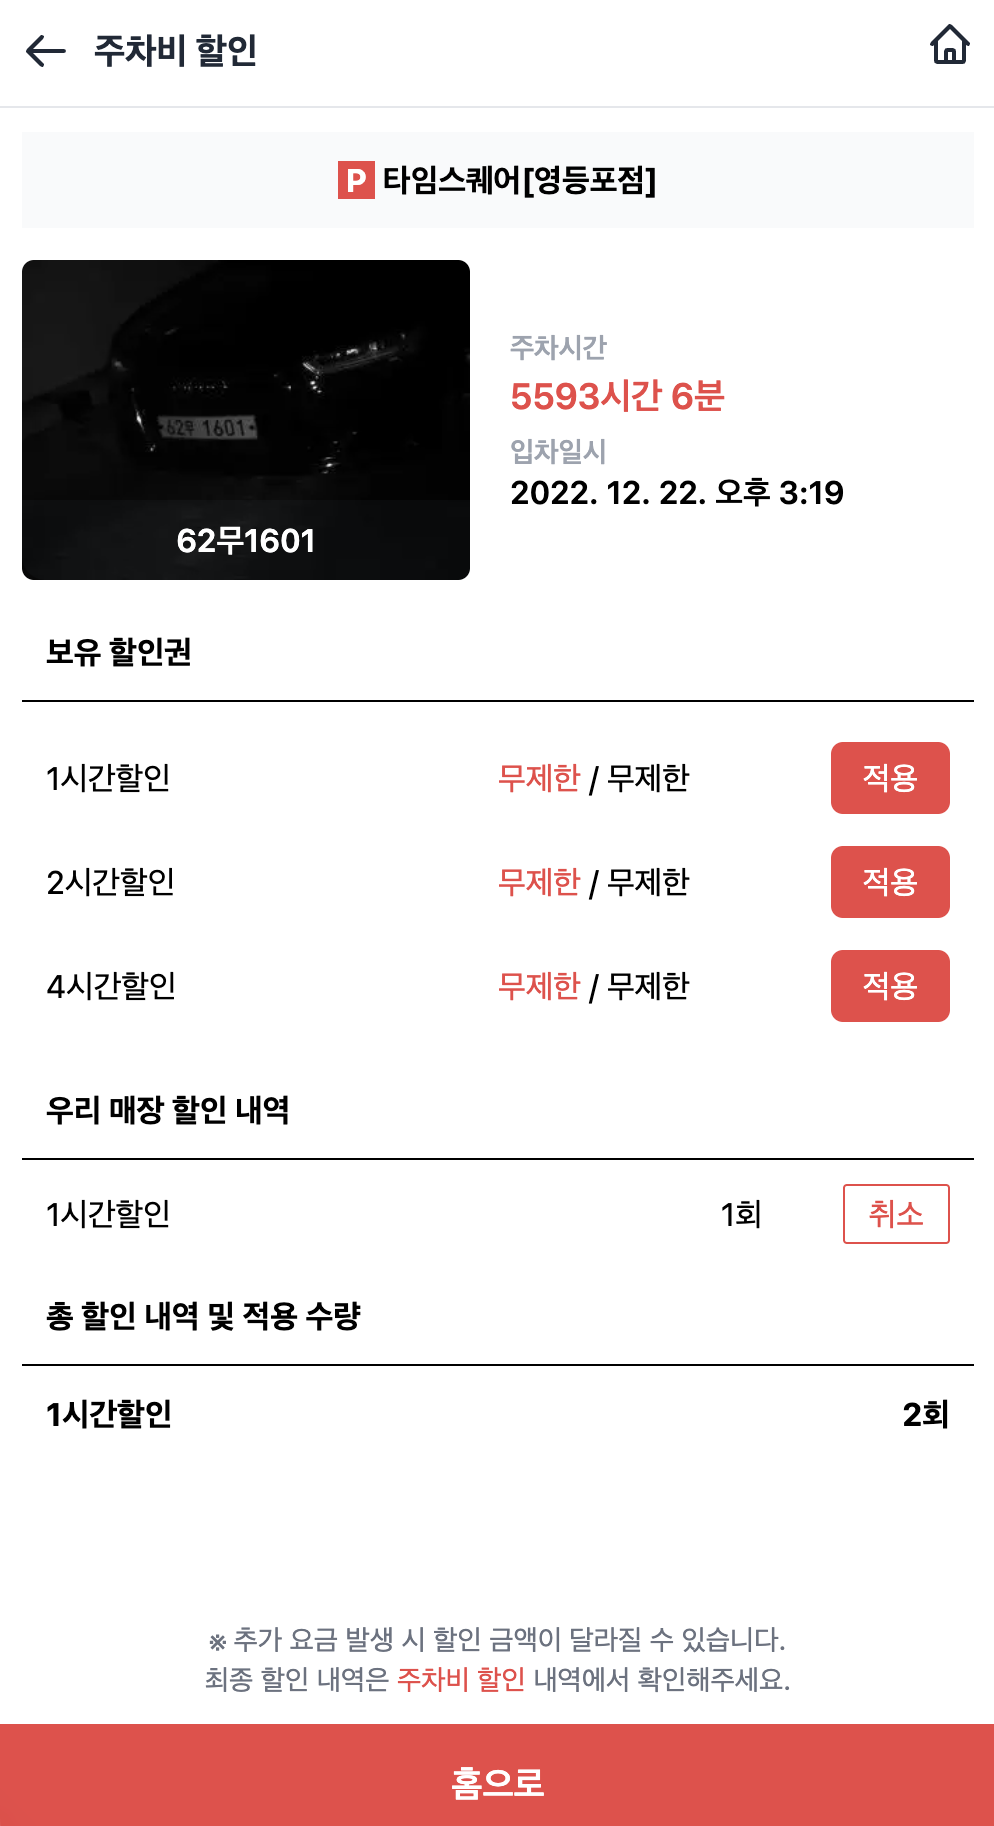 주차비 할인
P 타임스퀘어[영등포점]
62무 1601
62무1601
주차시간
5593시간 6분
입차일시
2022. 12. 22. 오후 3:19
보유 할인권
1시간할인 무제한 / 무제한 적용
2시간할인 무제한 / 무제한 적용
4시간할인 무제한 / 무제한 적용
우리 매장 할인 내역
1시간할인 1회 취소
총 할인 내역 및 적용 수량
1시간할인 2회
※ 추가 요금 발생 시 할인 금액이 달라질 수 있습니다.
최종 할인 내역은 주차비 할인 내역에서 확인해주세요.
홈으로